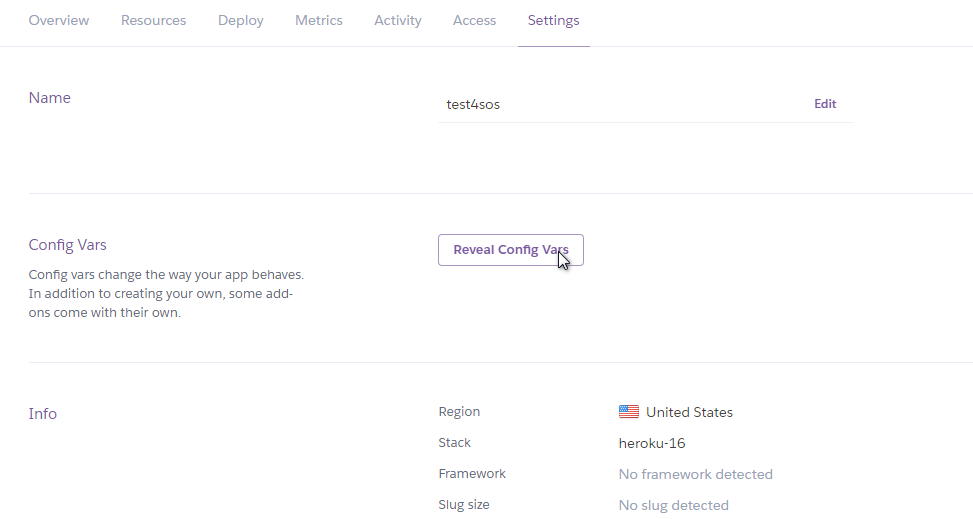 Overview Resources Deploy Metrics Activity Access Settings
Name
test4sos Edit
Config Vars
Reveal Config Vars
Config vars change the way your app behaves.
In addition to creating your own, some add-
ons come with their own.
Info
Region United States
Stack heroku-16
Framework No framework detected
Slug size No slug detected